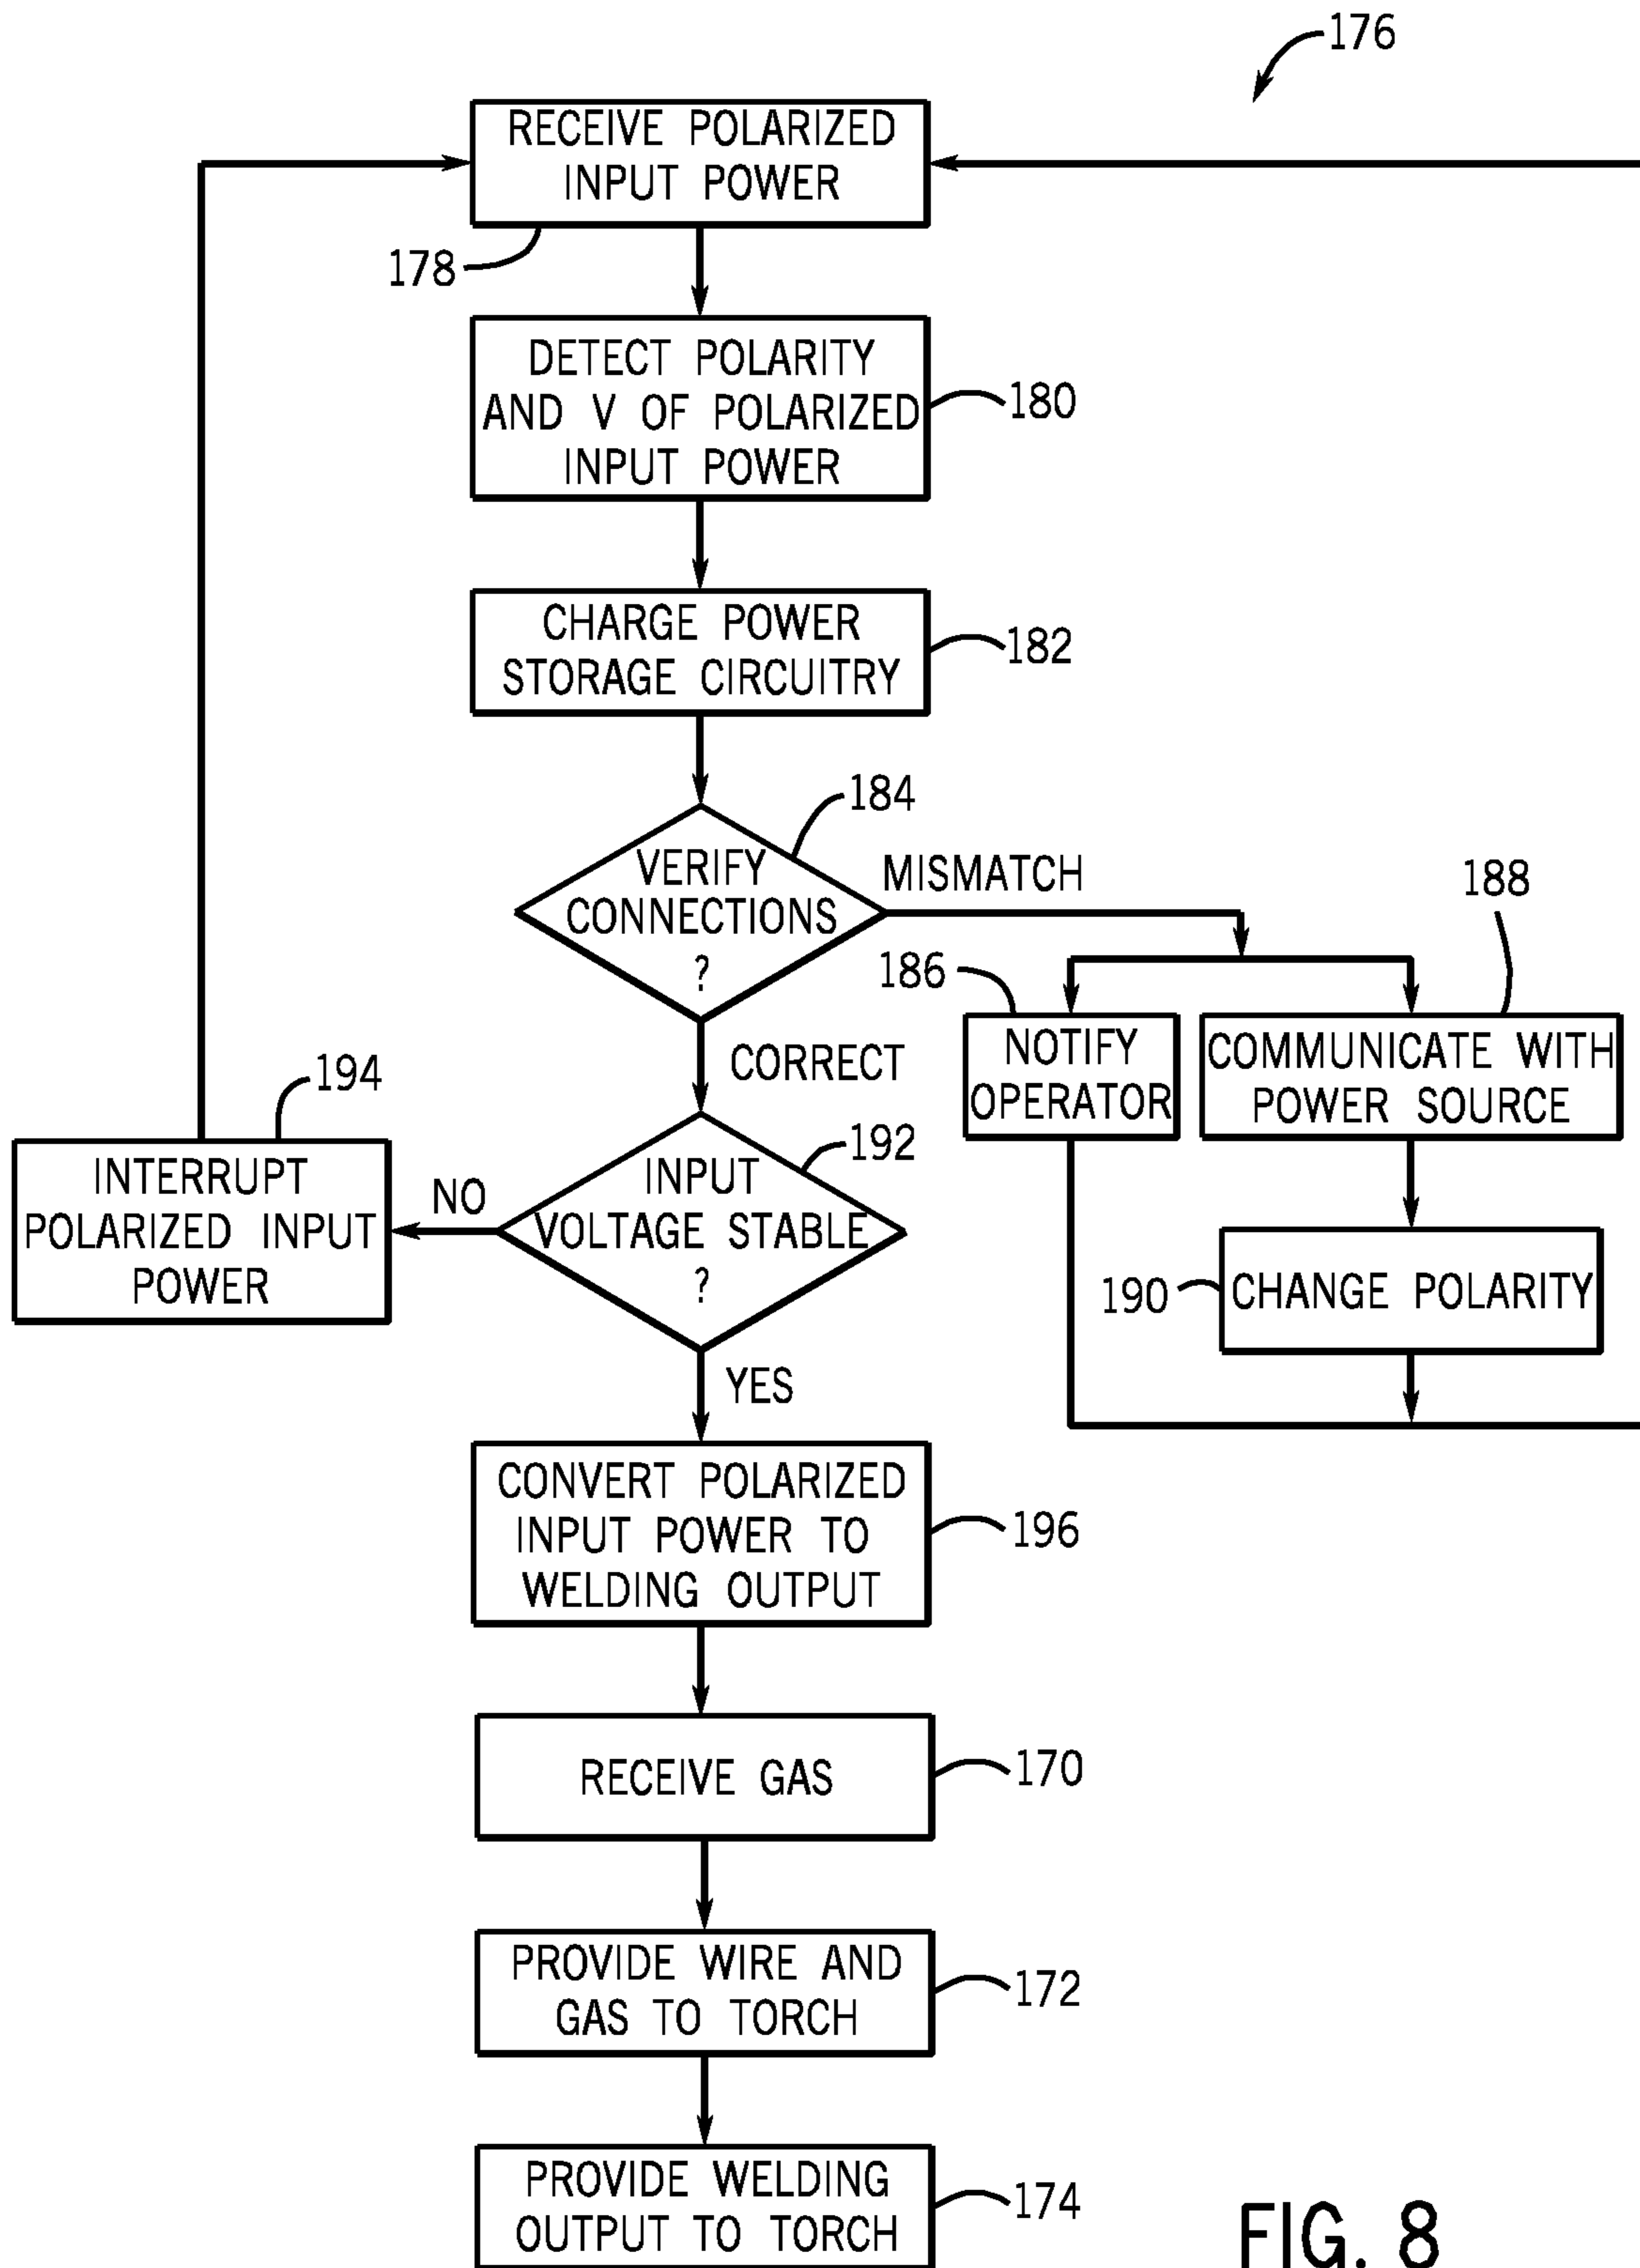 176
RECEIVE POLARIZED
INPUT POWER
178
DETECT POLARITY
AND V OF POLARIZED
INPUT POWER
180
CHARGE POWER
STORAGE CIRCUITRY
182
184
VERIFY
CONNECTIONS
?
MISMATCH
188
186
NOTIFY
OPERATOR
COMMUNICATE WITH
POWER SOURCE
CORRECT
194
192
INTERRUPT
POLARIZED INPUT
POWER
NO
INPUT
VOLTAGE STABLE
?
190
CHANGE POLARITY
YES
CONVERT POLARIZED
INPUT POWER TO
WELDING OUTPUT
196
RECEIVE GAS
170
PROVIDE WIRE AND
GAS TO TORCH
172
PROVIDE WELDING
OUTPUT TO TORCH
174
FIG. 8